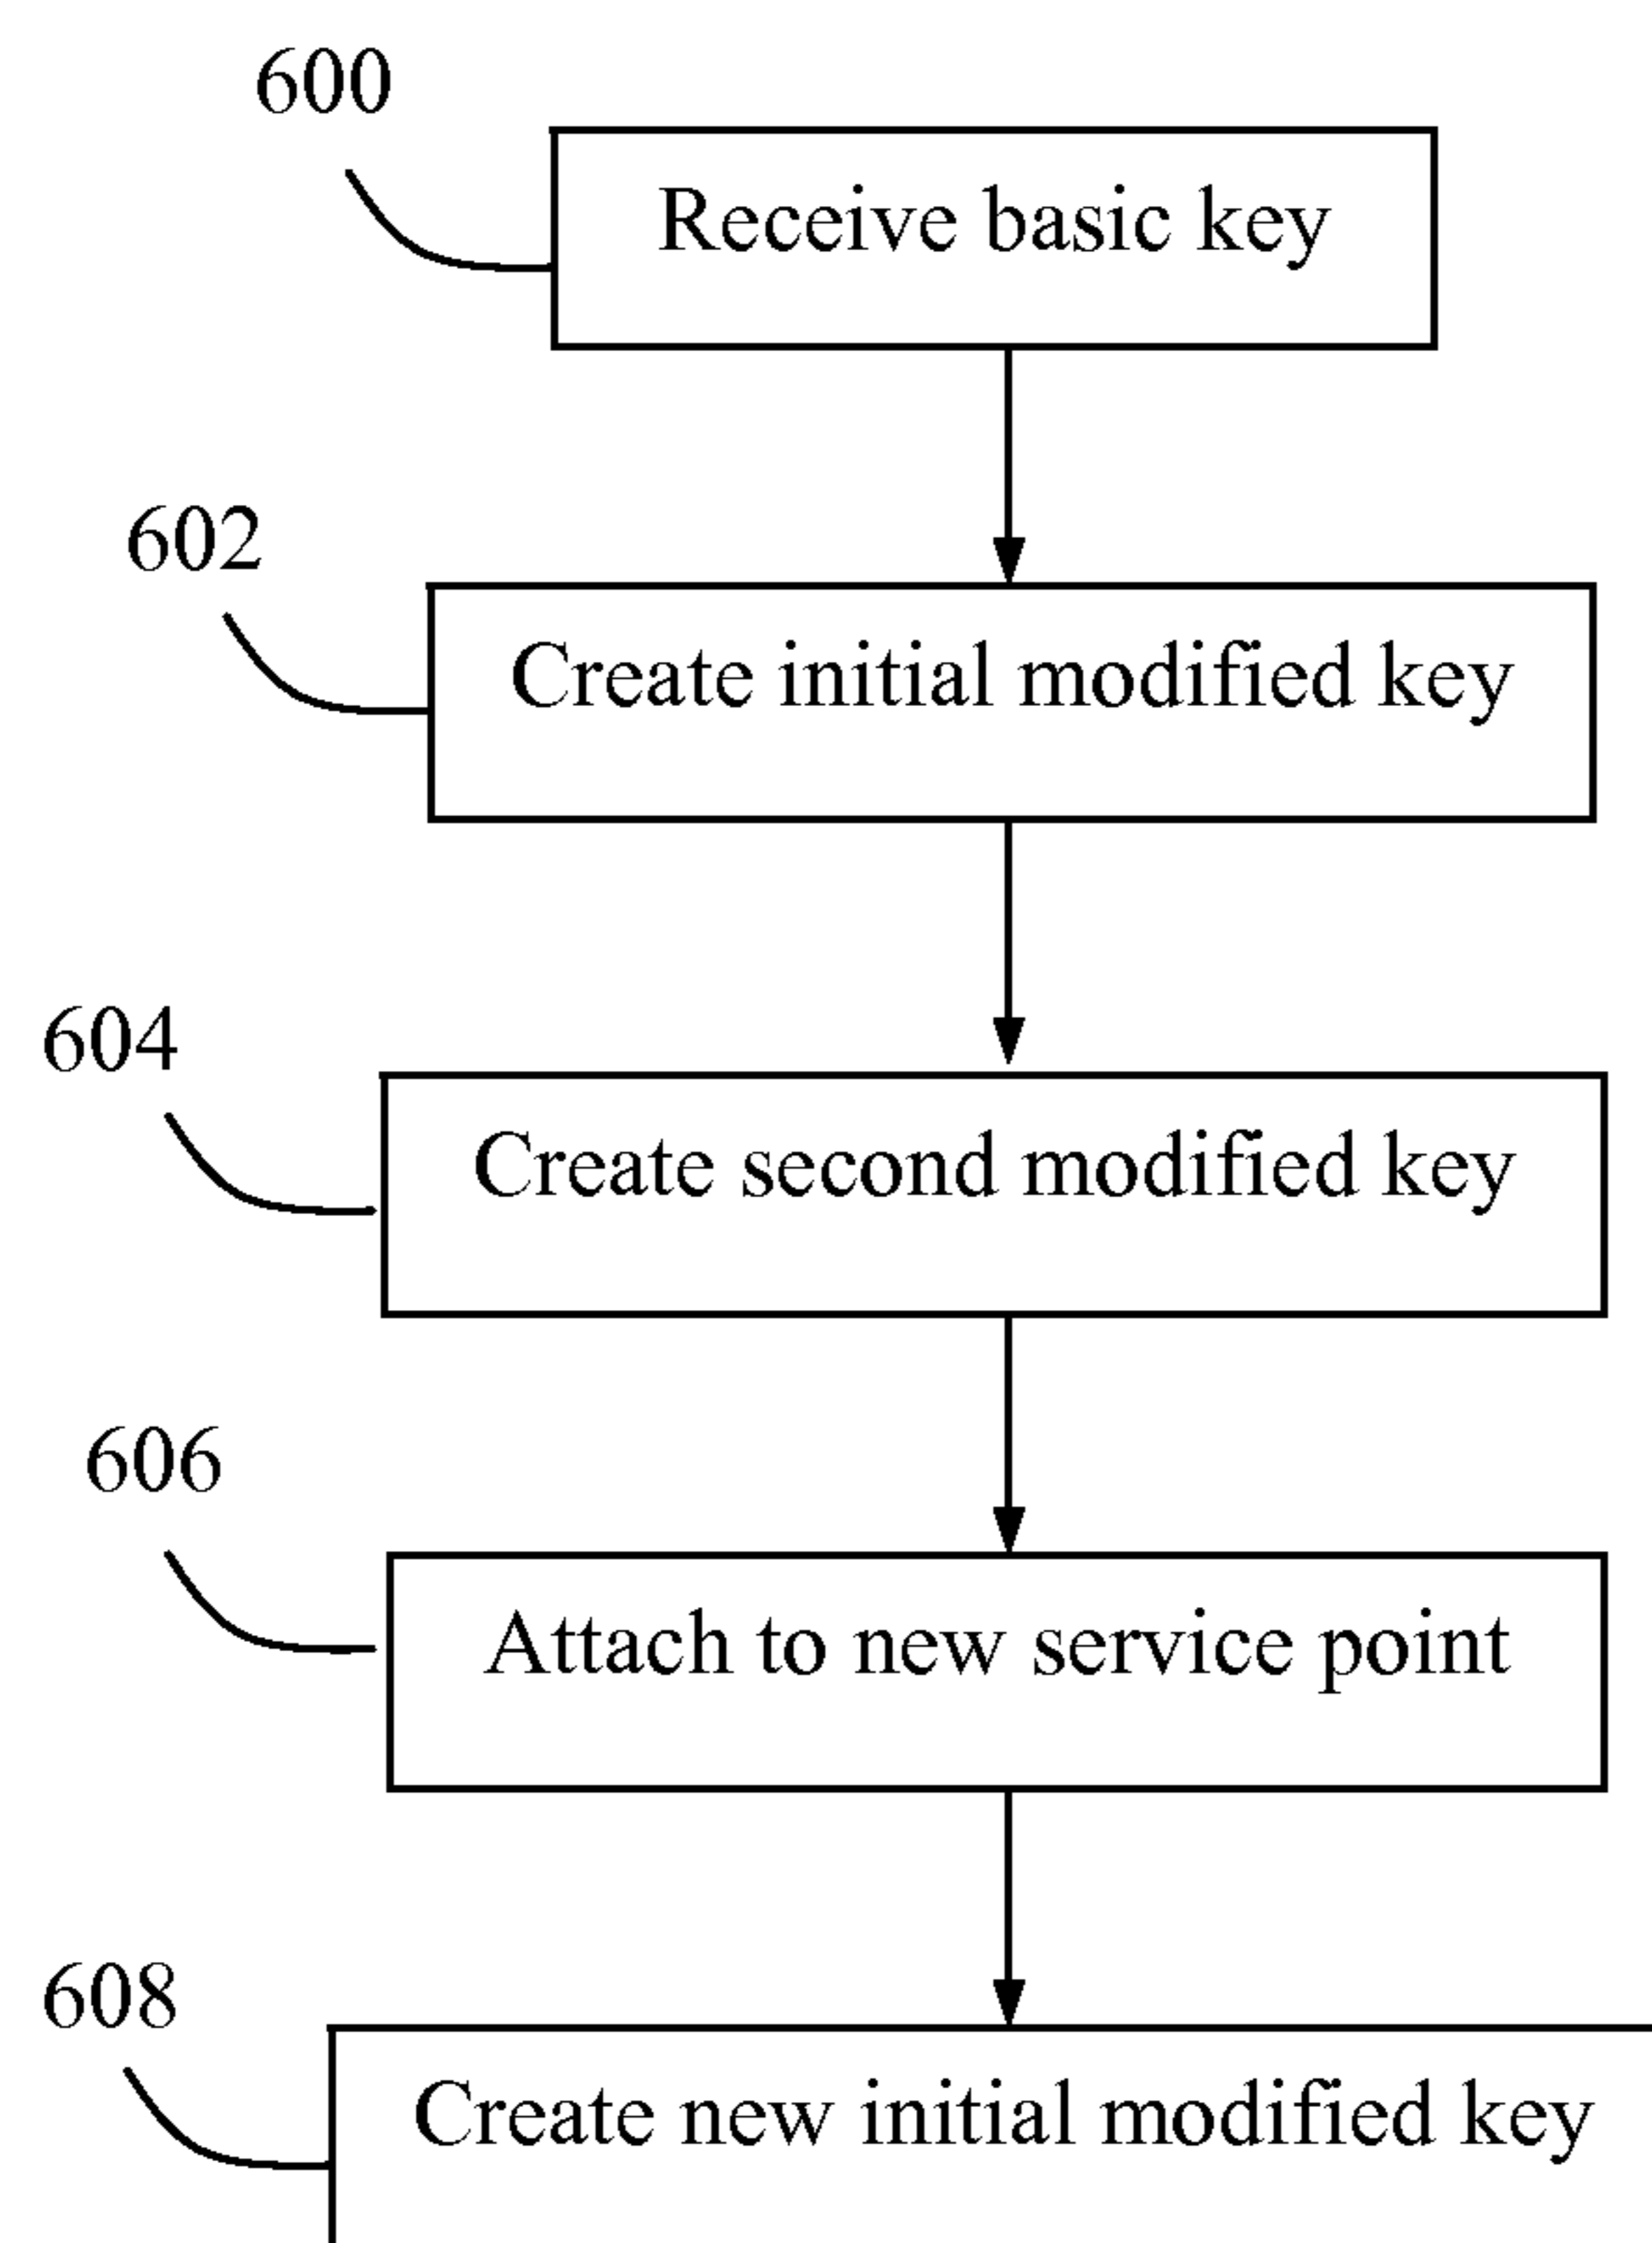 600
Receive basic key
602
Create initial modified key
604
Create second modified key
606
Attach to new service point
608
Create new initial modified key